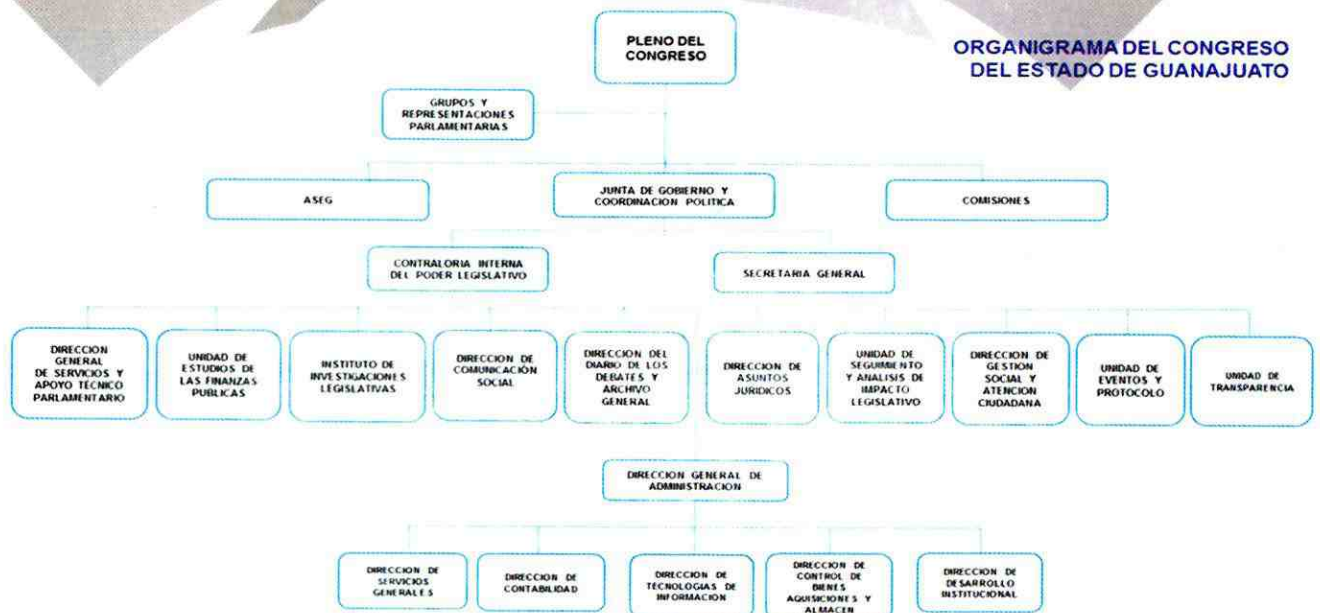 PLENO DEL
CONGRESO
ORGANIGRAMA DEL CONGRESO
DEL ESTADO DE GUANAJUATO
GRUPOS Y
REPRESENTACIONES
PARLAMENTARIAS
ASEG
JUNTA DE GOBIERNO Y
COORDINACION POLITICA
COMISIONES
CONTRALORIA INTERNA
DEL PODER LEGISLATIVO
SECRETARIA GENERAL
DIRECCION
GENERAL
DE SERVICIOS Y
APOYO TECNICO
PARLAMENTARIO
UNIDAD DE
ESTUDIOS DE
LAS FINANZAS
PUBLICAS
INSTITUTO DE
INVESTIGACIONES
LEGISLATIVAS
DIRECCION DE
COMUNICACIÓN
SOCIAL
DIRECCION DEL
DIARIO DE LOS
DEBATES Y
ARCHIVO
GENERAL
DIRECCION DE
ASUNTOS
JURIDICOS
UNIDAD DE
SEGUIMIENTO
Y ANALISIS DE
IMPACTO
LEGISLATIVO
DIRECCION DE
GESTION
SOCIAL Y
ATENCION
CIUDADANA
UNIDAD DE
EVENTOS Y
PROTOCOLO
UNIDAD DE
TRANSPARENCIA
DIRECCION GENERAL DE
ADMINISTRACION
DIRECCION DE
SERVICIOS
GENERALES
DIRECCION DE
CONTABILIDAD
DIRECCION DE
TECNOLOGIAS DE
INFORMACION
DIRECCION DE
CONTROL DE
BIENES
AQUISICIONES Y
ALMACEN
DIRECCION DE
DESARROLLO
INSTITUCIONAL